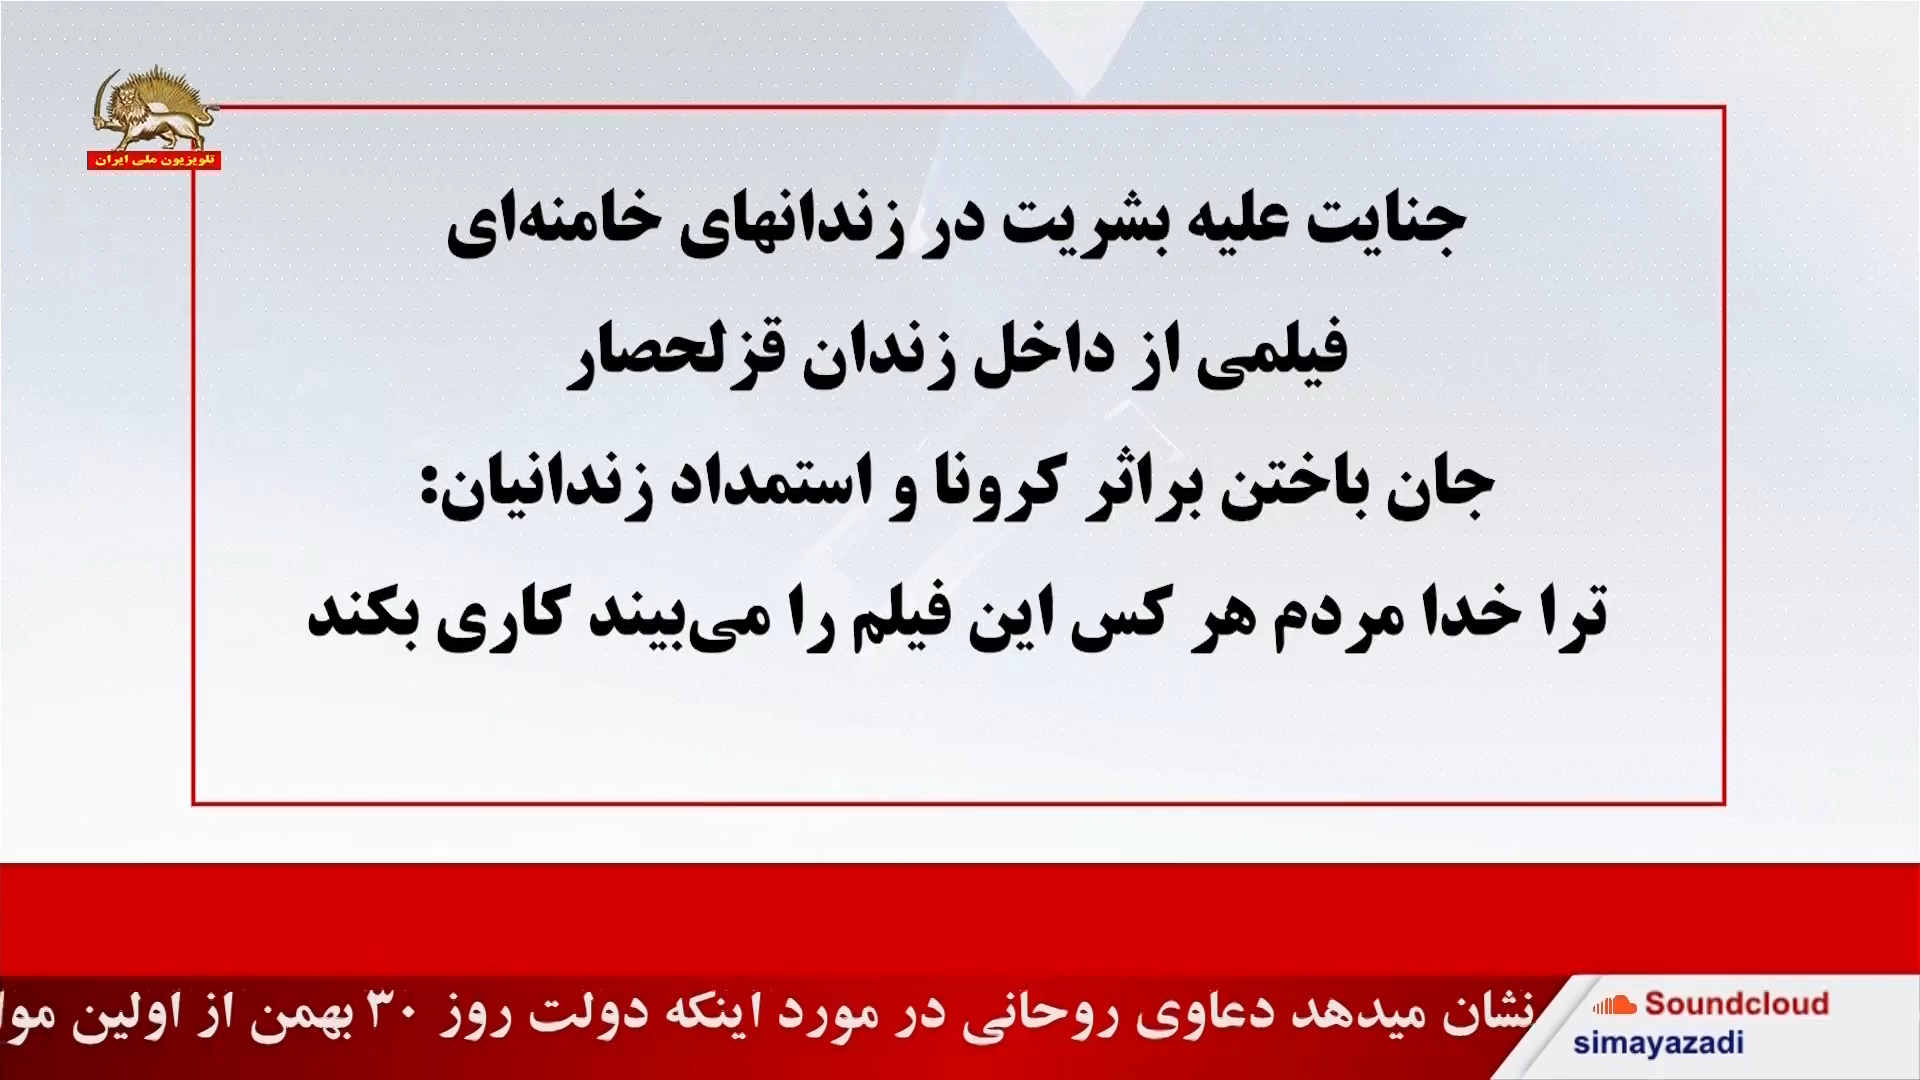 تلویزیون ملی ایران
جنایت علیه بشریت در زندانهای خامنه‌ای
فیلمی از داخل زندان قزلحصار
جان باختن براثر کرونا و استمداد زندانیان:
ترا خدا مردم هر کس این فیلم را می‌بیند کاری بکند
نشان میدهد دعاوی روحانی در مورد اینکه دولت روز ۳۰ بهمن از اولین
Soundcloud
simayazadi